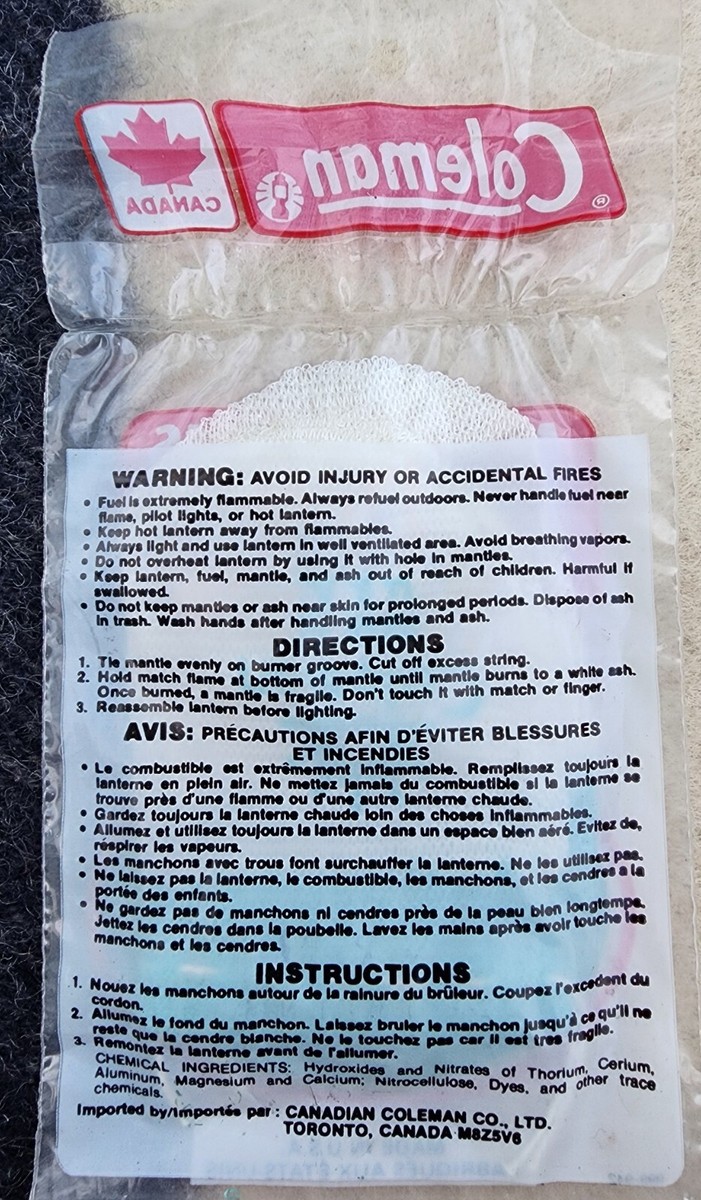 Coleman ®
CANADA
WARNING: AVOID INJURY OR ACCIDENTAL FIRES
• Fuel is extremely flammable. Always refuel outdoors. Never handle fuel near
flame, pilot lights, or hot lantern.
• Keep hot lantern away from flammables.
• Always light and use lantern in well ventilated area. Avoid breathing vapors.
• Do not overheat lantern by using it with hole in mantles.
• Keep lantern, fuel, mantle, and ash out of reach of children. Harmful if
swallowed.
• Do not keep mantles or ash near skin for prolonged periods. Dispose of ash
in trash. Wash hands after handling mantles and ash.
DIRECTIONS
1. Tie mantle evenly on burner groove. Cut off excess string.
2. Hold match flame at bottom of mantle until mantle burns to a white ash.
Once burned, a mantle is fragile. Don't touch it with match or finger.
3. Reassemble lantern before lighting.
AVIS: PRÉCAUTIONS AFIN D'ÉVITER BLESSURES
ET INCENDIES
• Le combustible est extrêmement inflammable. Remplissez toujours la
lanterne en plein air. Ne mettez jamais du combustible si la lanterne se
trouve près d'une flamme ou d'une autre lanterne chaude.
• Gardez toujours la lanterne chaude loin des choses inflammables.
• Allumez et utilisez toujours la lanterne dans un espace bien aéré. Evitez de,
réspirer les vapeurs.
• Les manchons avec trous font surchauffer la lanterne. Ne les utilisez pas.
• Ne laissez pas la lanterne, le combustible, les manchons, et les cendres a la
portée des enfants.
• Ne gardez pas de manchons ni cendres près de la peau bien longtemps.
Jettez les cendres dans la poubelle. Lavez les mains après avoir touche les
manchons et les cendres.
INSTRUCTIONS
1. Nouez les manchons autour de la rainure du brûleur. Coupez l'excedent du
cordon.
2. Allumez le fond du manchon. Laissez bruler le manchon jusqu'à ce qu'il ne
reste que la cendre blanche. Ne le touchez pas car il est tres fragile.
3. Remontez la lanterne avant de l'allumer.
CHEMICAL INGREDIENTS: Hydroxides and Nitrates of Thorium, Cerium,
Aluminum, Magnesium and Calcium; Nitrocellulose, Dyes, and other trace
chemicals.
Imported by/Importés par : CANADIAN COLEMAN CO., LTD.
TORONTO, CANADA M8Z5V6
MADE IN U.S.A.